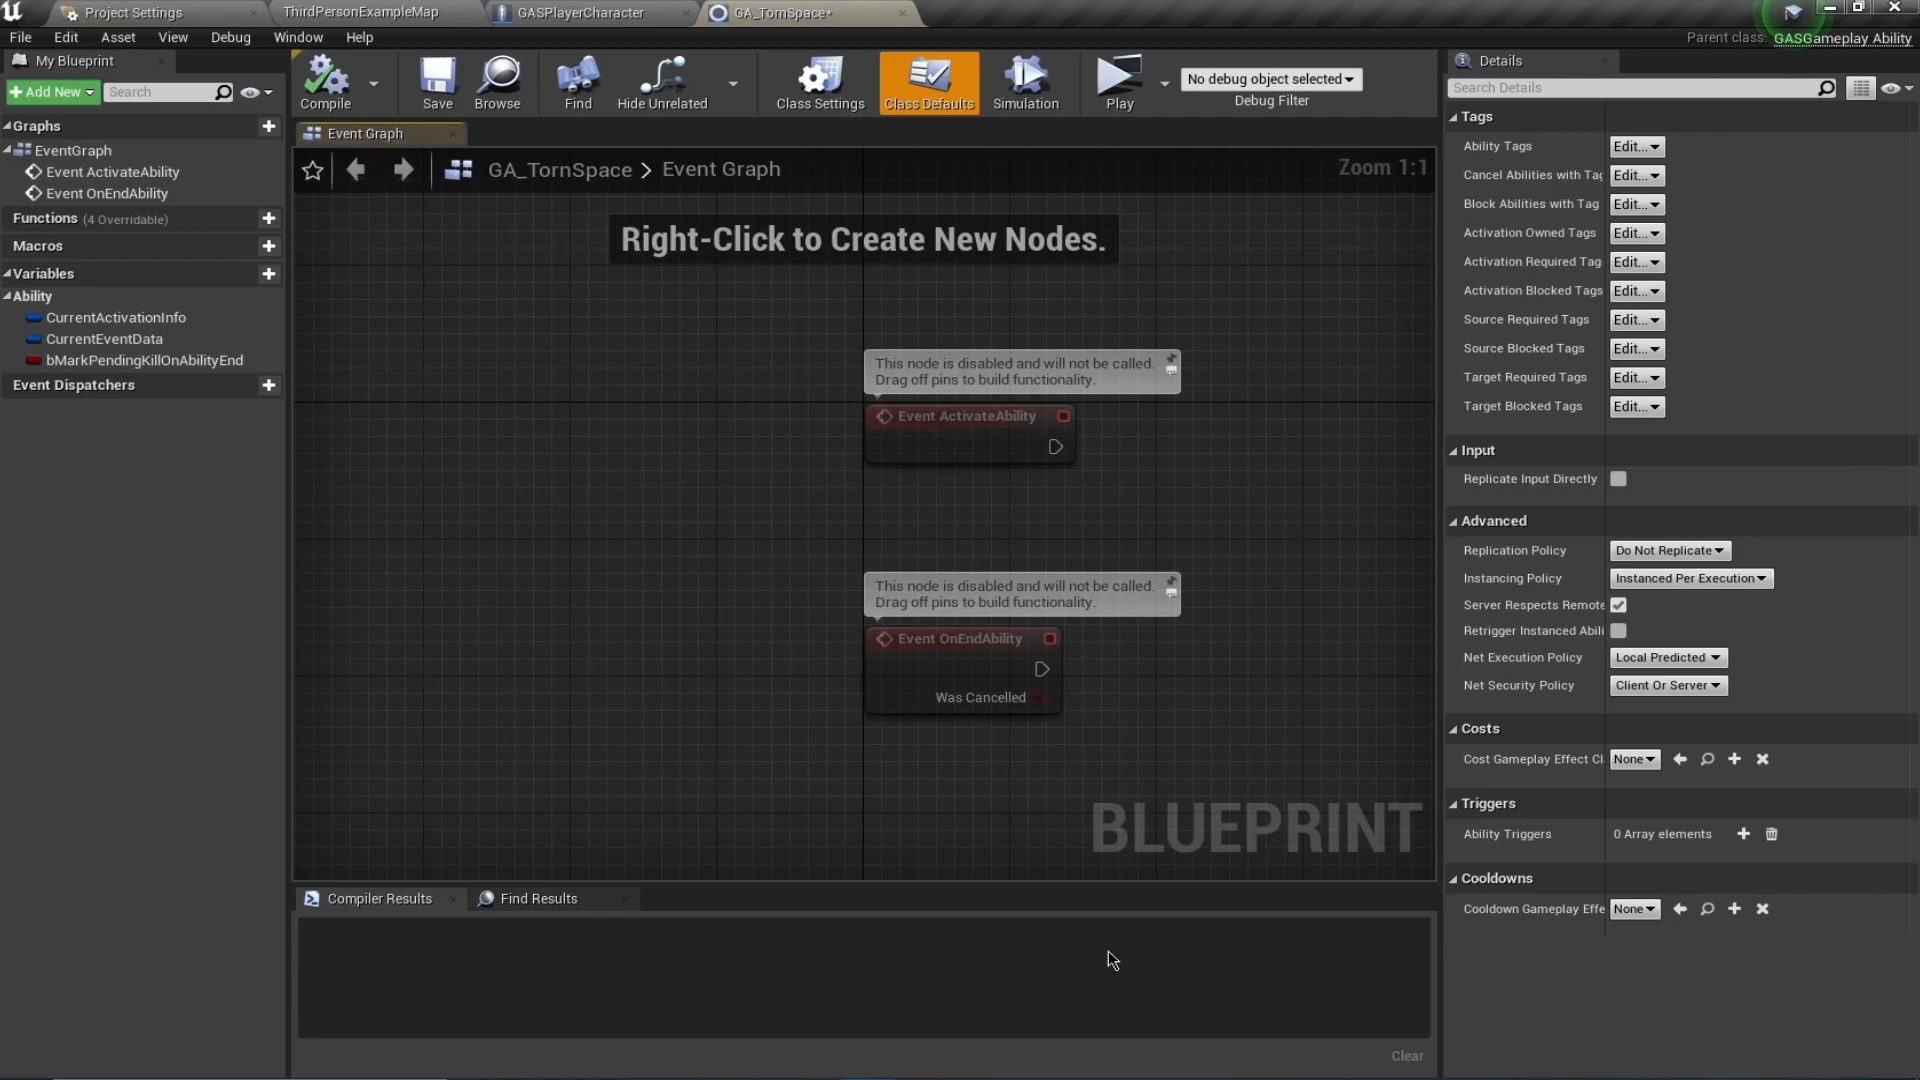 Project Settings
ThirdPersonExampleMap
GASPlayerCharacter
GA_TornSpace*
File
Edit
Asset
View
Debug
Window
Help
Parent class:
GASGameplay Ability
My Blueprint
Add New
Search
Compile
Save
Browse
Find
Hide Unrelated
Class Settings
Class Defaults
Simulation
Play
No debug object selected
Debug Filter
Details
Search Details
Graphs
EventGraph
Event ActivateAbility
Event OnEndAbility
Functions (4 Overridable)
Macros
Variables
Ability
CurrentActivationInfo
CurrentEventData
bMarkPendingKillOnAbilityEnd
Event Dispatchers
Event Graph
GA_TornSpace > Event Graph
Zoom 1:1
Right-Click to Create New Nodes.
This node is disabled and will not be called.
Drag off pins to build functionality.
Event ActivateAbility
This node is disabled and will not be called.
Drag off pins to build functionality.
Event OnEndAbility
Was Cancelled
BLUEPRINT
Compiler Results
Find Results
Clear
Tags
Ability Tags Edit...
Cancel Abilities with Tag Edit...
Block Abilities with Tag Edit...
Activation Owned Tags Edit...
Activation Required Tag Edit...
Activation Blocked Tags Edit...
Source Required Tags Edit...
Source Blocked Tags Edit...
Target Required Tags Edit...
Target Blocked Tags Edit...
Input
Replicate Input Directly
Advanced
Replication Policy Do Not Replicate
Instancing Policy Instanced Per Execution
Server Respects Remote
Retrigger Instanced Abili
Net Execution Policy Local Predicted
Net Security Policy Client Or Server
Costs
Cost Gameplay Effect Cl None
Triggers
Ability Triggers 0 Array elements
Cooldowns
Cooldown Gameplay Effe None